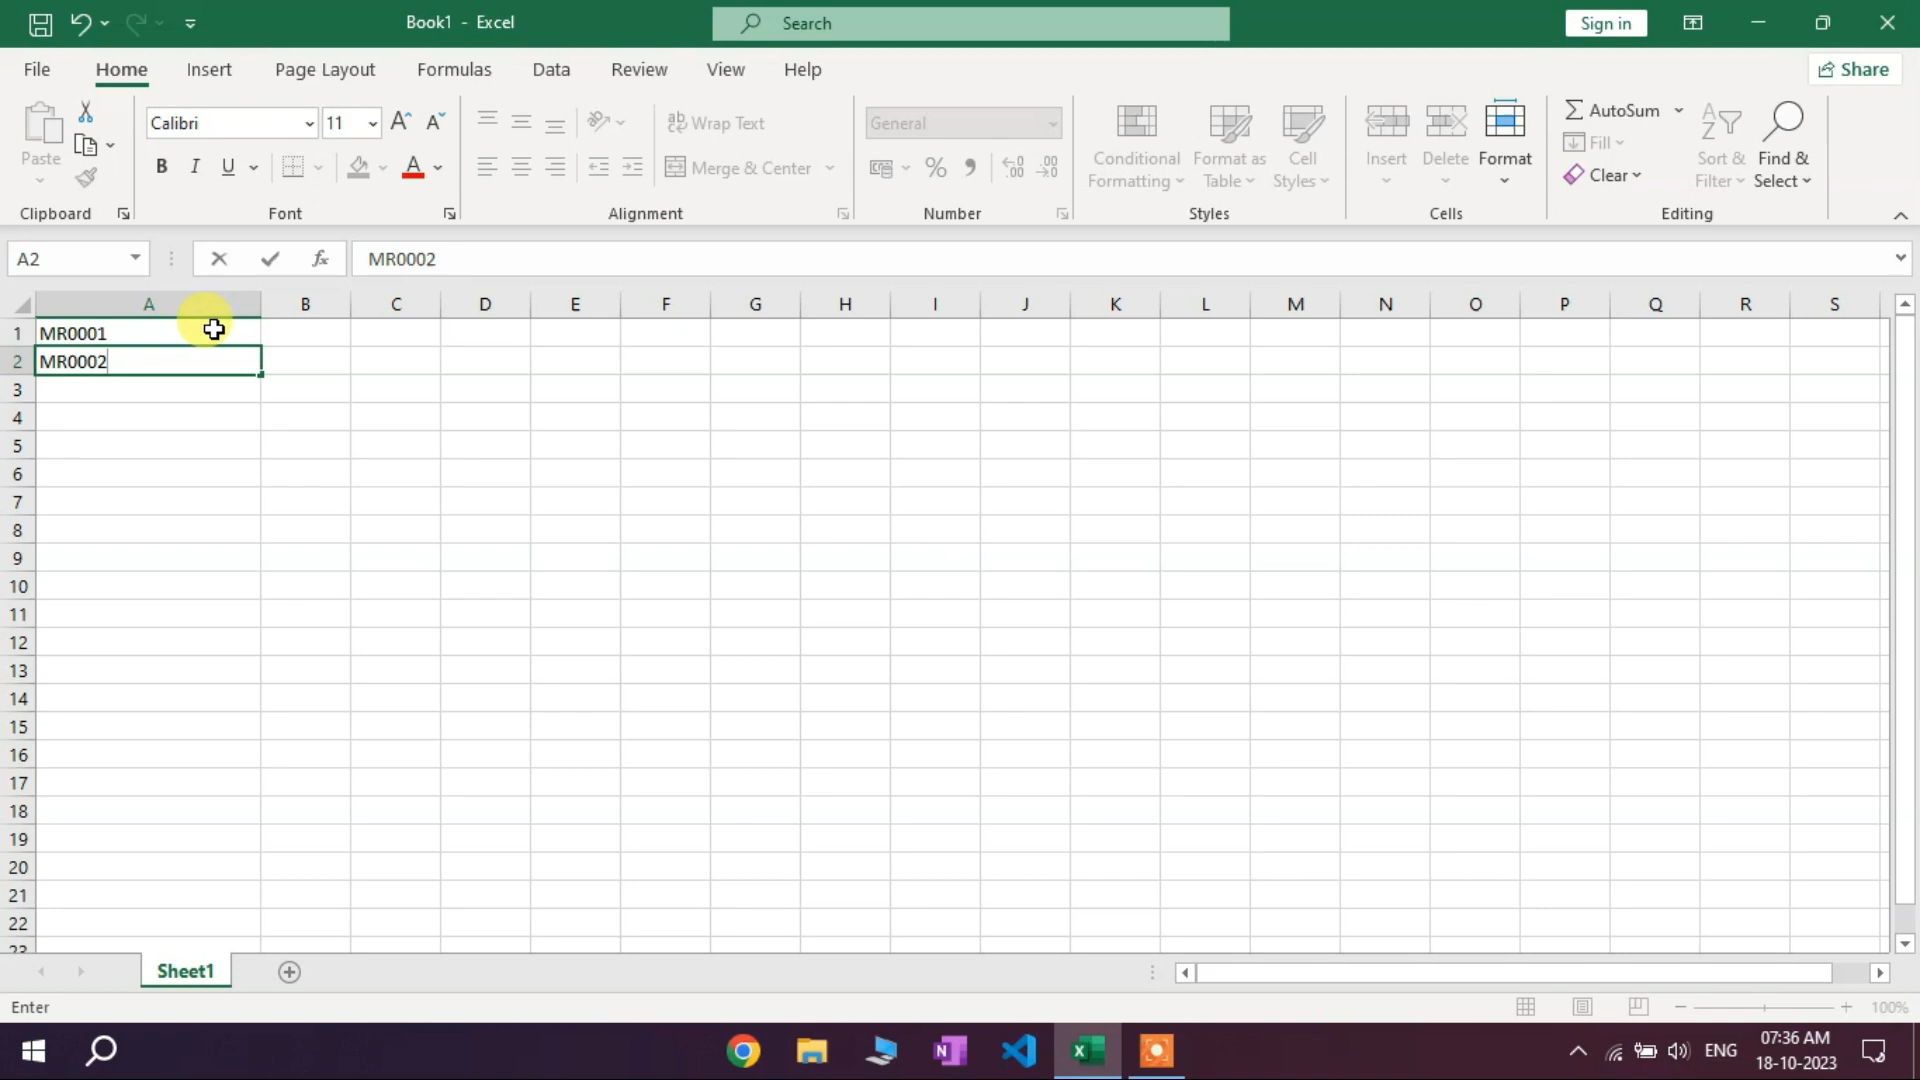 Book1 - Excel
Search
Sign in
File Home Insert Page Layout Formulas Data Review View Help
Share
Paste
Calibri 11
B I U A
ab Wrap Text
Merge & Center
General
%
Conditional Formatting
Format as Table
Cell Styles
Insert
Delete
Format
AutoSum
Fill
Clear
Sort & Filter
Find & Select
Clipboard Font Alignment Number Styles Cells Editing
A2 fx MR0002
A B C D E F G H I J K L M N O P Q R S
1 MR0001
2 MR0002
3
4
5
6
7
8
9
10
11
12
13
14
15
16
17
18
19
20
21
22
23
Sheet1
Enter
100%
ENG
07:36 AM
18-10-2023